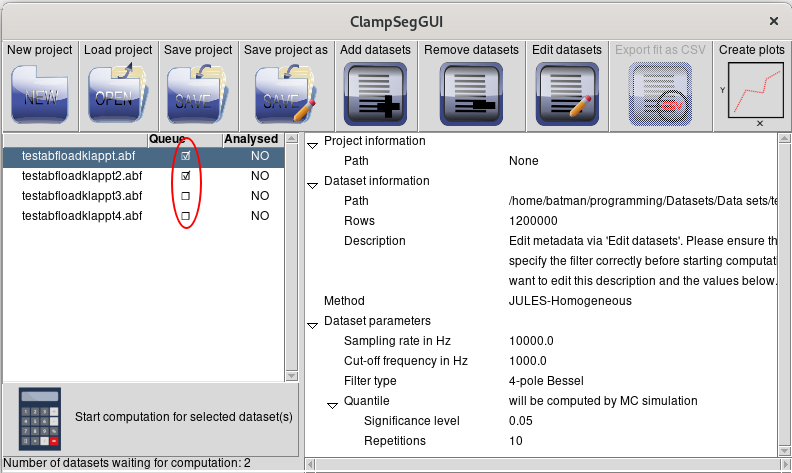 ClampSegGUI
×
New project Load project Save project Save project as Add datasets Remove datasets Edit datasets Export fit as CSV Create plots
NEW OPEN SAVE SAVE CSV Y X
Queue Analysed
testabfloadklappt.abf NO
testabfloadklappt2.abf NO
testabfloadklappt3.abf NO
testabfloadklappt4.abf NO
Start computation for selected dataset(s)
Number of datasets waiting for computation: 2
Project information
Path None
Dataset information
Path /home/batman/programming/Datasets/Data sets/te
Rows 1200000
Description Edit metadata via 'Edit datasets'. Please ensure th
specify the filter correctly before starting computat
want to edit this description and the values below.
Method JULES-Homogeneous
Dataset parameters
Sampling rate in Hz 10000.0
Cut-off frequency in Hz 1000.0
Filter type 4-pole Bessel
Quantile will be computed by MC simulation
Significance level 0.05
Repetitions 10